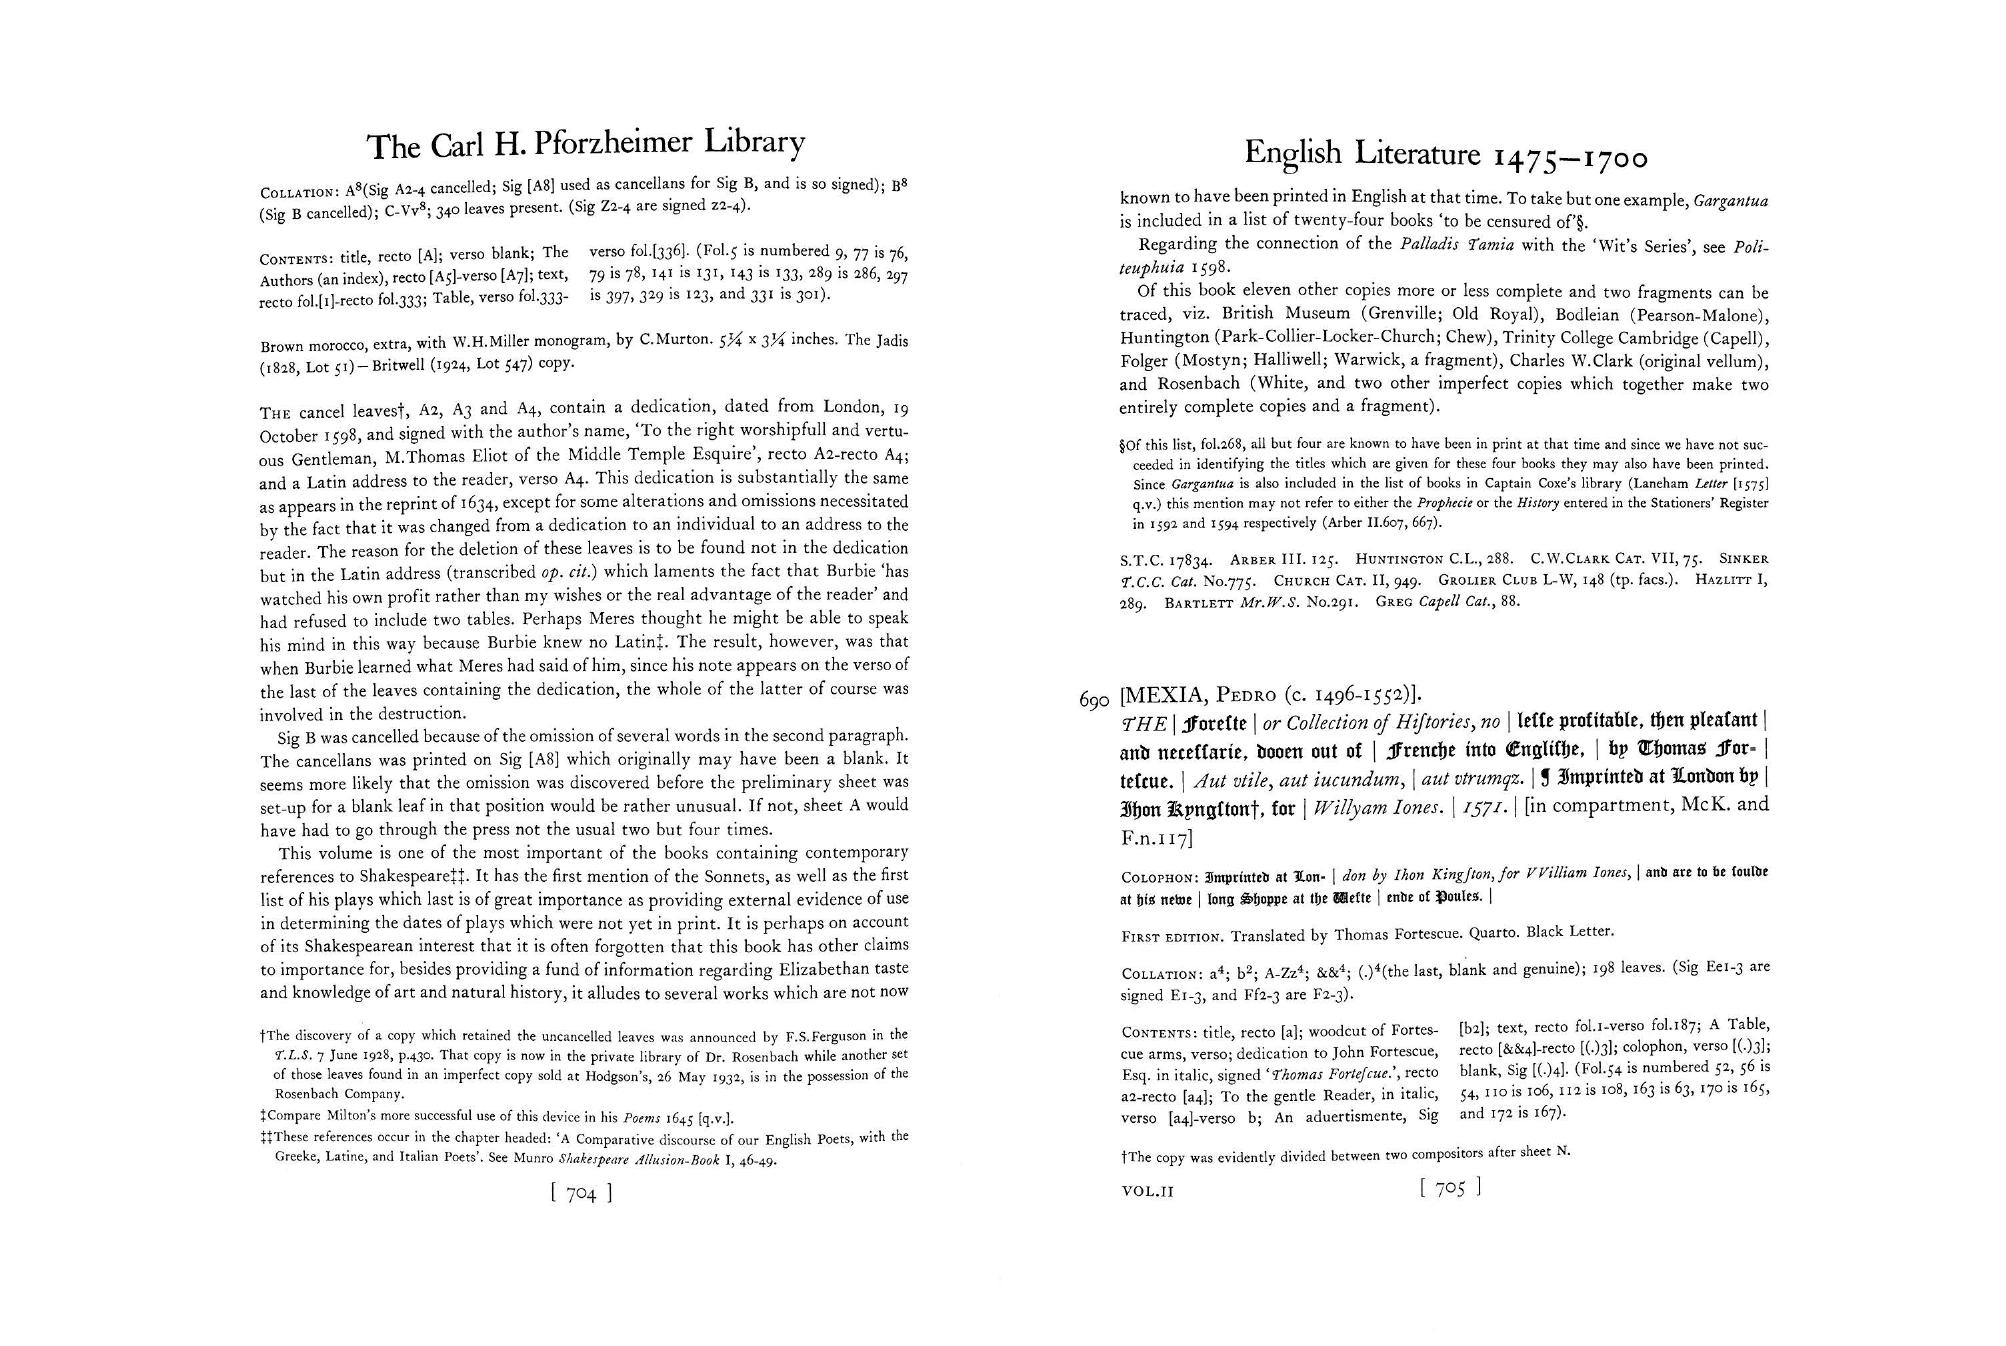 The Carl H. Pforzheimer Library
COLLATION: A⁸(Sig A2-4 cancelled; Sig [A8] used as cancellans for Sig B, and is so signed); B⁸
(Sig B cancelled); C-Vv⁸; 340 leaves present. (Sig Z2-4 are signed z2-4).
CONTENTS: title, recto [A]; verso blank; The
Authors (an index), recto [A5]-verso [A7]; text,
recto fol.[1]-recto fol.333; Table, verso fol.333-
verso fol.[336]. (Fol.5 is numbered 9, 77 is 76,
79 is 78, 141 is 131, 143 is 133, 289 is 286, 297
is 397, 329 is 123, and 331 is 301).
Brown morocco, extra, with W.H.Miller monogram, by C.Murton. 5¼ x 3¼ inches. The Jadis
(1828, Lot 51) – Britwell (1924, Lot 547) copy.
THE cancel leaves†, A2, A3 and A4, contain a dedication, dated from London, 19
October 1598, and signed with the author's name, 'To the right worshipfull and vertu-
ous Gentleman, M.Thomas Eliot of the Middle Temple Esquire', recto A2-recto A4;
and a Latin address to the reader, verso A4. This dedication is substantially the same
as appears in the reprint of 1634, except for some alterations and omissions necessitated
by the fact that it was changed from a dedication to an individual to an address to the
reader. The reason for the deletion of these leaves is to be found not in the dedication
but in the Latin address (transcribed op. cit.) which laments the fact that Burbie 'has
watched his own profit rather than my wishes or the real advantage of the reader' and
had refused to include two tables. Perhaps Meres thought he might be able to speak
his mind in this way because Burbie knew no Latin‡. The result, however, was that
when Burbie learned what Meres had said of him, since his note appears on the verso of
the last of the leaves containing the dedication, the whole of the latter of course was
involved in the destruction.
Sig B was cancelled because of the omission of several words in the second paragraph.
The cancellans was printed on Sig [A8] which originally may have been a blank. It
seems more likely that the omission was discovered before the preliminary sheet was
set-up for a blank leaf in that position would be rather unusual. If not, sheet A would
have had to go through the press not the usual two but four times.
This volume is one of the most important of the books containing contemporary
references to Shakespeare‡‡. It has the first mention of the Sonnets, as well as the first
list of his plays which last is of great importance as providing external evidence of use
in determining the dates of plays which were not yet in print. It is perhaps on account
of its Shakespearean interest that it is often forgotten that this book has other claims
to importance for, besides providing a fund of information regarding Elizabethan taste
and knowledge of art and natural history, it alludes to several works which are not now
†The discovery of a copy which retained the uncancelled leaves was announced by F.S.Ferguson in the
T.L.S. 7 June 1928, p.430. That copy is now in the private library of Dr. Rosenbach while another set
of those leaves found in an imperfect copy sold at Hodgson's, 26 May 1932, is in the possession of the
Rosenbach Company.
‡Compare Milton's more successful use of this device in his Poems 1645 [q.v.].
‡‡These references occur in the chapter headed: 'A Comparative discourse of our English Poets, with the
Greeke, Latine, and Italian Poets'. See Munro Shakespeare Allusion-Book I, 46-49.
[ 704 ]
English Literature 1475–1700
known to have been printed in English at that time. To take but one example, Gargantua
is included in a list of twenty-four books 'to be censured of'§.
Regarding the connection of the Palladis Tamia with the 'Wit's Series', see Poli-
teuphuia 1598.
Of this book eleven other copies more or less complete and two fragments can be
traced, viz. British Museum (Grenville; Old Royal), Bodleian (Pearson-Malone),
Huntington (Park-Collier-Locker-Church; Chew), Trinity College Cambridge (Capell),
Folger (Mostyn; Halliwell; Warwick, a fragment), Charles W.Clark (original vellum),
and Rosenbach (White, and two other imperfect copies which together make two
entirely complete copies and a fragment).
§Of this list, fol.268, all but four are known to have been in print at that time and since we have not suc-
ceeded in identifying the titles which are given for these four books they may also have been printed.
Since Gargantua is also included in the list of books in Captain Coxe's library (Laneham Letter [1575]
q.v.) this mention may not refer to either the Prophecie or the History entered in the Stationers' Register
in 1592 and 1594 respectively (Arber II.607, 667).
S.T.C. 17834. ARBER III. 125. HUNTINGTON C.L., 288. C.W.CLARK CAT. VII, 75. SINKER
T.C.C. Cat. No.775. CHURCH CAT. II, 949. GROLIER CLUB L-W, 148 (tp. facs.). HAZLITT I,
289. BARTLETT Mr.W.S. No.291. GREG Capell Cat., 88.
690 [MEXIA, PEDRO (c. 1496-1552)].
THE | Foreſte | or Collection of Hiſtories, no | leſſe profitable, then pleaſant |
and neceſſarie, dooen out of | Frenche into Engliſhe, | by Thomas For- |
teſcue. | Aut vtile, aut iucundum, | aut vtrumqz. | ¶ Imprinted at London by |
Jhon Kyngſton†, for | Willyam Iones. | 1571. | [in compartment, McK. and
F.n.117]
COLOPHON: Imprinted at Lon- | don by Ihon Kingſton, for VVilliam Iones, | and are to be ſoulde
at his newe | long Shoppe at the Weſte | ende of Poules. |
FIRST EDITION. Translated by Thomas Fortescue. Quarto. Black Letter.
COLLATION: a⁴; b²; A-Zz⁴; &&⁴; (.)⁴(the last, blank and genuine); 198 leaves. (Sig Ee1-3 are
signed E1-3, and Ff2-3 are F2-3).
CONTENTS: title, recto [a]; woodcut of Fortes-
cue arms, verso; dedication to John Fortescue,
Esq. in italic, signed 'Thomas Forteſcue.', recto
a2-recto [a4]; To the gentle Reader, in italic,
verso [a4]-verso b; An aduertismente, Sig
[b2]; text, recto fol.1-verso fol.187; A Table,
recto [&&4]-recto [(.)3]; colophon, verso [(.)3];
blank, Sig [(.)4]. (Fol.54 is numbered 52, 56 is
54, 110 is 106, 112 is 108, 163 is 63, 170 is 165,
and 172 is 167).
†The copy was evidently divided between two compositors after sheet N.
VOL.II
[ 705 ]